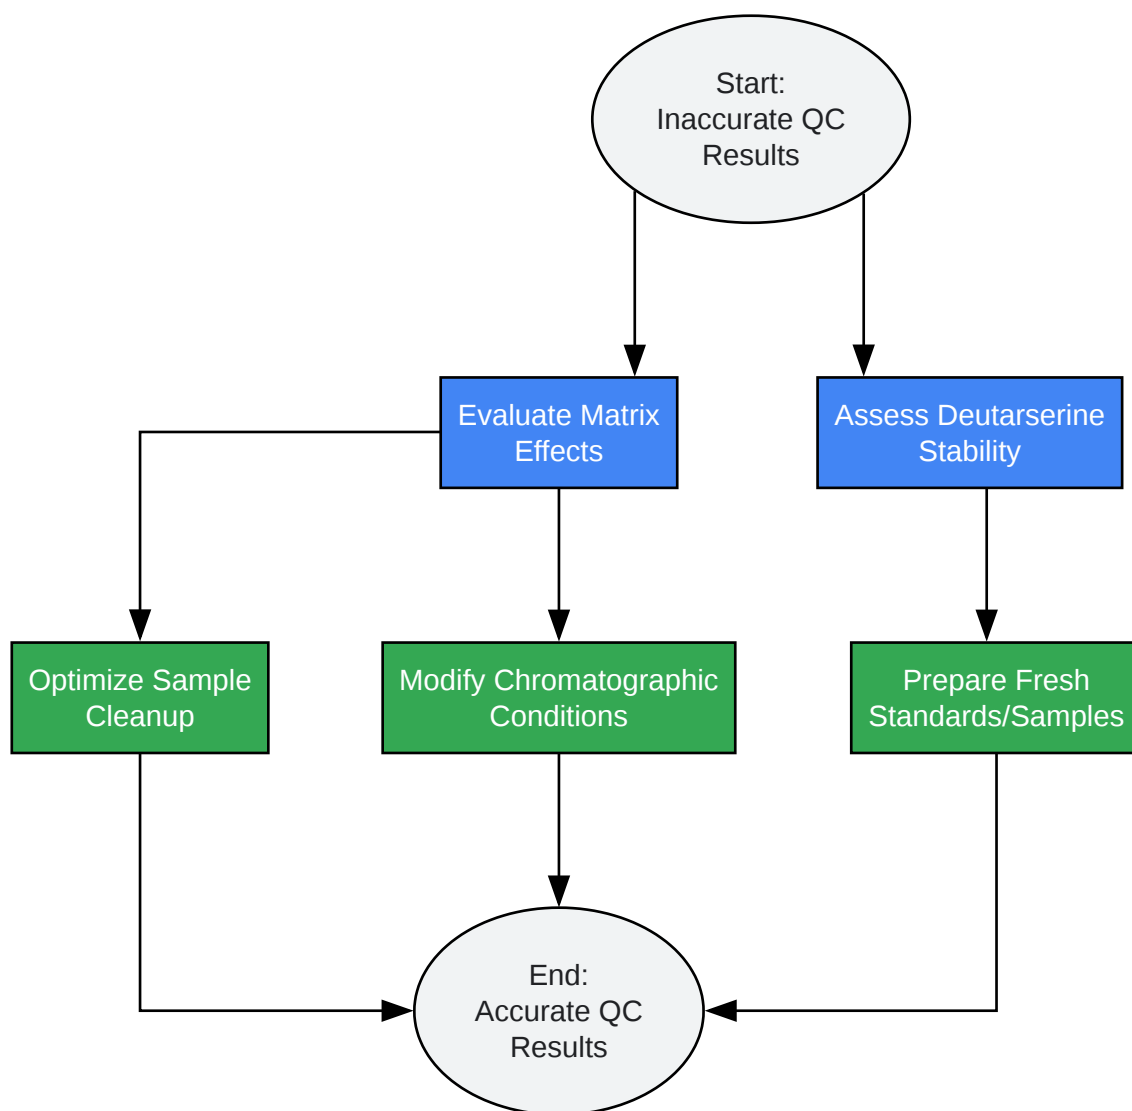 Start:
Inaccurate QC
Results
Evaluate Matrix
Effects
Assess Deutarserine
Stability
Optimize Sample
Cleanup
Modify Chromatographic
Conditions
Prepare Fresh
Standards/Samples
End:
Accurate QC
Results